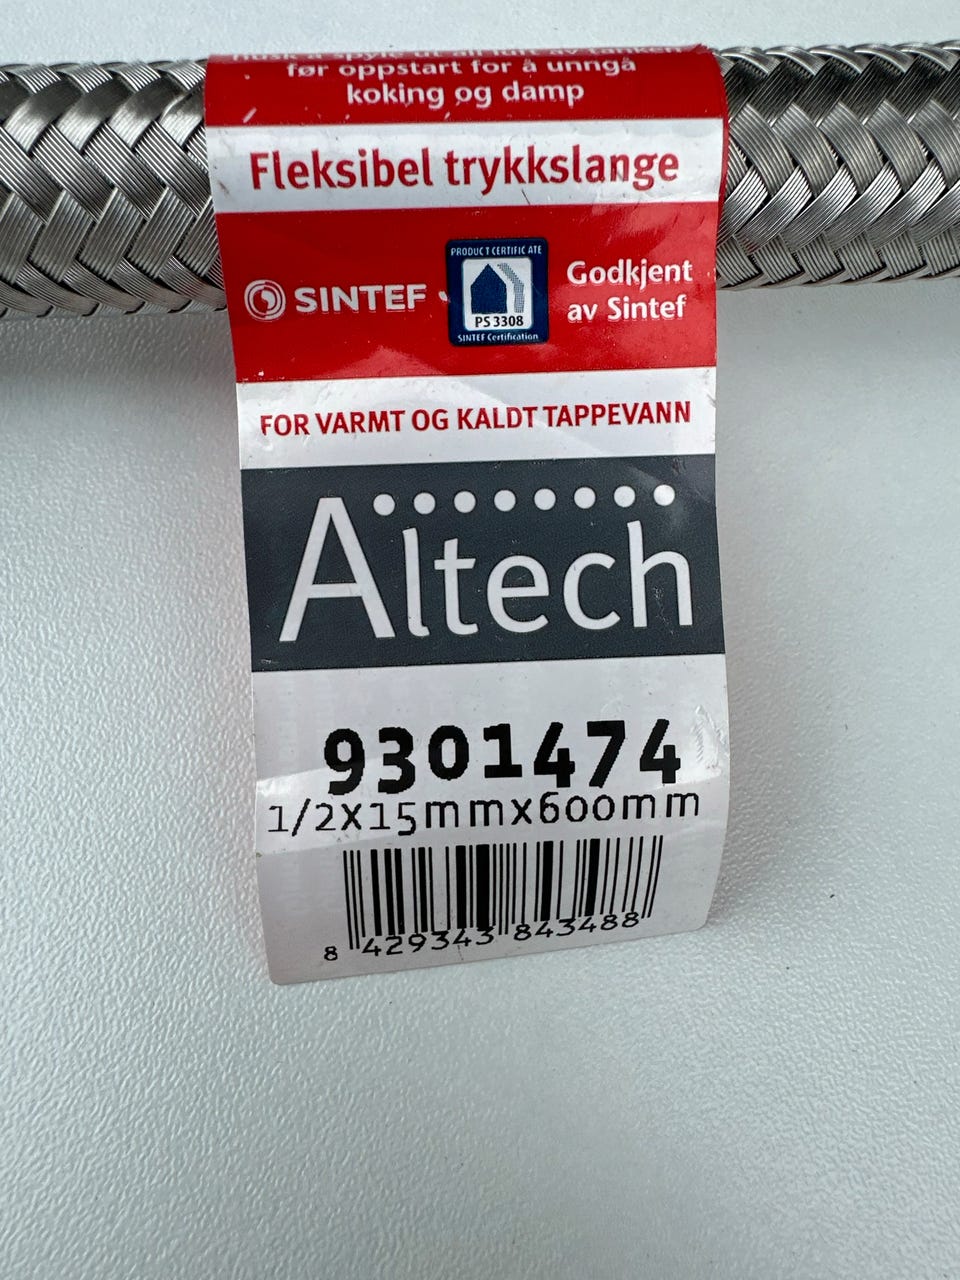 før oppstart for å unngå
koking og damp
Fleksibel trykkslange
SINTEF
PRODUCT CERTIFICATE
PS 3308
SINTEF Certification
Godkjent
av Sintef
FOR VARMT OG KALDT TAPPEVANN
Altech
9301474
1/2x15mmx600mm
8 429343 843488